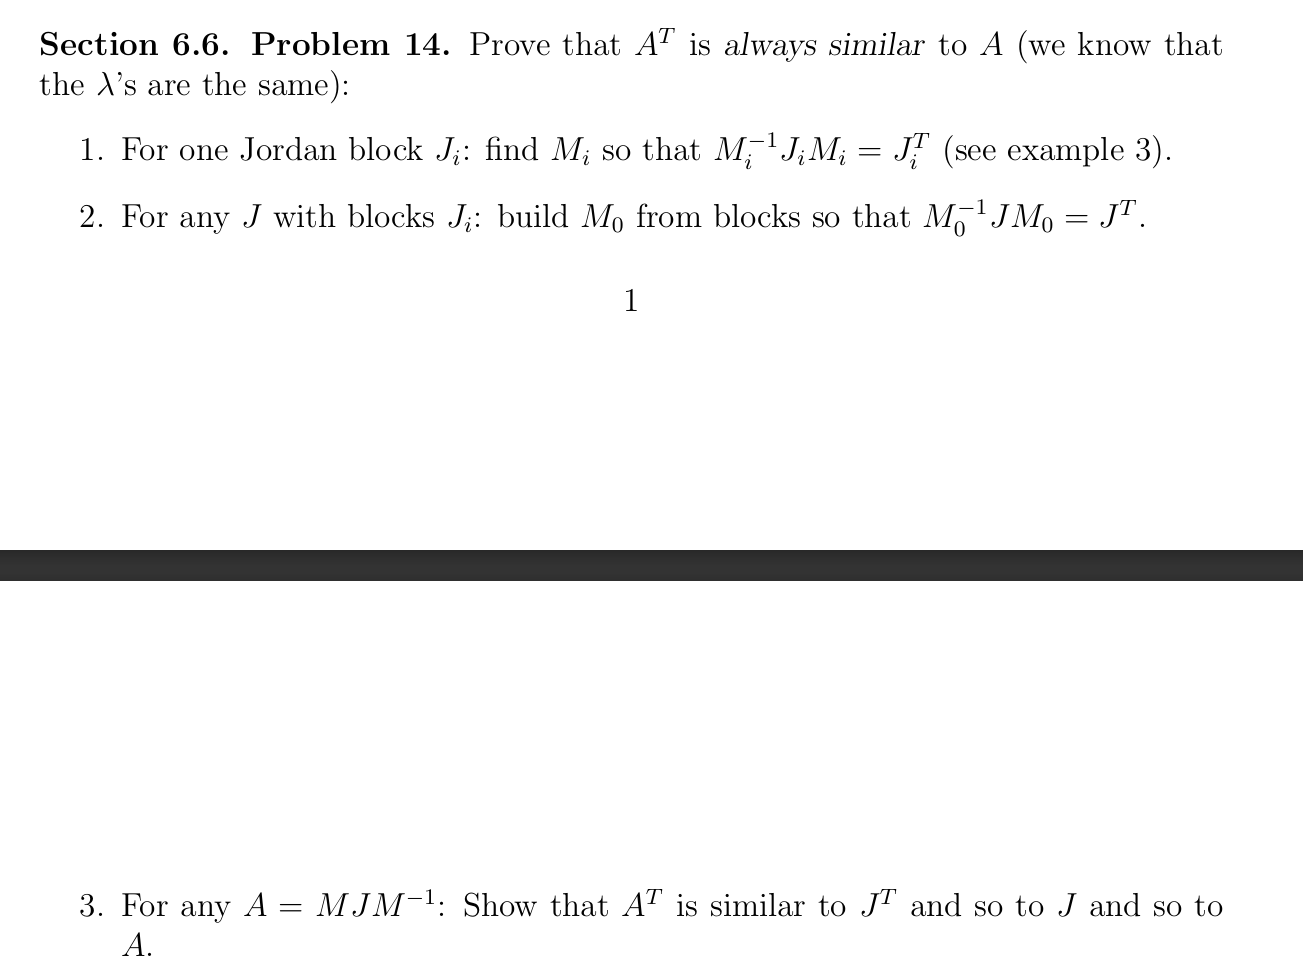 Section 6.6. Problem 14. Prove that $A^T$ is always similar to $A$ (we know that
the $\lambda$'s are the same):
1. For one Jordan block $J_i$: find $M_i$ so that $M_i^{-1} J_i M_i = J_i^T$ (see example 3).
2. For any $J$ with blocks $J_i$: build $M_0$ from blocks so that $M_0^{-1} J M_0 = J^T$.
1
3. For any $A = MJM^{-1}$: Show that $A^T$ is similar to $J^T$ and so to $J$ and so to
$A$.